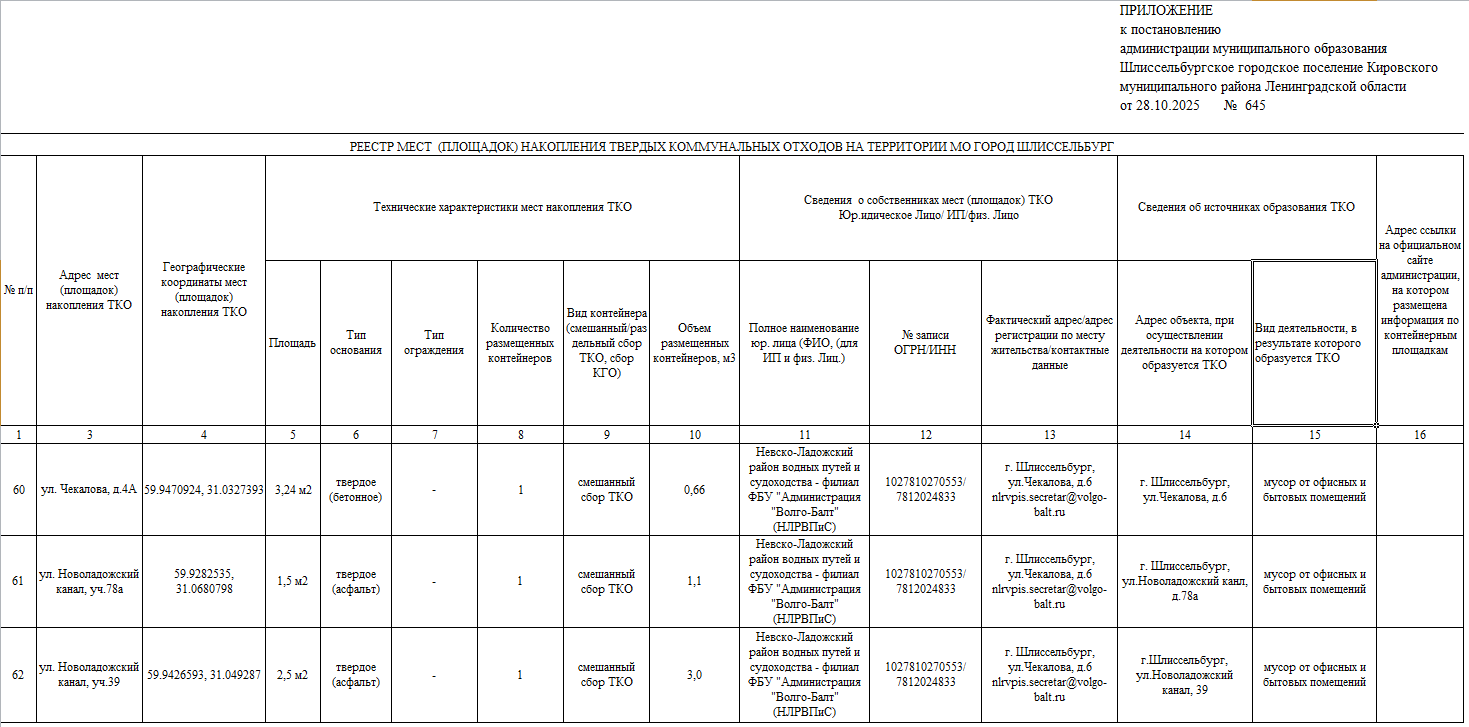 ПРИЛОЖЕНИЕ
к постановлению
администрации муниципального образования
Шлиссельбургское городское поселение Кировского
муниципального района Ленинградской области
от 28.10.2025 № 645
РЕЕСТР МЕСТ (ПЛОЩАДОК) НАКОПЛЕНИЯ ТВЕРДЫХ КОММУНАЛЬНЫХ ОТХОДОВ НА ТЕРРИТОРИИ МО ГОРОД ШЛИССЕЛЬБУРГ
№ п/п
Адрес мест
(площадок)
накопления ТКО
Географические
координаты мест
(площадок)
накопления ТКО
Технические характеристики мест накопления ТКО
Площадь
Тип
основания
Тип
ограждения
Количество
размещенных
контейнеров
Вид контейнера
(смешанный/раз
дельный сбор
ТКО, сбор
КГО)
Объем
размещенных
контейнеров, м3
Сведения о собственниках мест (площадок) ТКО
Юр.идическое Лицо/ ИП/физ. Лицо
Полное наименование
юр. лица (ФИО, (для
ИП и физ. Лиц.)
№ записи
ОГРН/ИНН
Фактический адрес/адрес
регистрации по месту
жительства/контактные
данные
Сведения об источниках образования ТКО
Адрес объекта, при
осуществлении
деятельности на котором
образуется ТКО
Вид деятельности, в
результате которого
образуется ТКО
Адрес ссылки
на официальном
сайте
администрации,
на котором
размещена
информация по
контейнерным
площадкам
1 3 4 5 6 7 8 9 10 11 12 13 14 15 16
60
ул. Чекалова, д.4А
59.9470924, 31.0327393
3,24 м2
твердое
(бетонное)
-
1
смешанный
сбор ТКО
0,66
Невско-Ладожский
район водных путей и
судоходства - филиал
ФБУ "Администрация
"Волго-Балт"
(НЛРВПиС)
1027810270553/
7812024833
г. Шлиссельбург,
ул.Чекалова, д.6
nlrvpis.secretar@volgo-
balt.ru
г. Шлиссельбург,
ул.Чекалова, д.6
мусор от офисных и
бытовых помещений
61
ул. Новоладожский
канал, уч.78а
59.9282535,
31.0680798
1,5 м2
твердое
(асфальт)
-
1
смешанный
сбор ТКО
1,1
Невско-Ладожский
район водных путей и
судоходства - филиал
ФБУ "Администрация
"Волго-Балт"
(НЛРВПиС)
1027810270553/
7812024833
г. Шлиссельбург,
ул.Чекалова, д.6
nlrvpis.secretar@volgo-
balt.ru
г. Шлиссельбург,
ул.Новоладожский канл,
д.78а
мусор от офисных и
бытовых помещений
62
ул. Новоладожский
канал, уч.39
59.9426593, 31.049287
2,5 м2
твердое
(асфальт)
-
1
смешанный
сбор ТКО
3,0
Невско-Ладожский
район водных путей и
судоходства - филиал
ФБУ "Администрация
"Волго-Балт"
(НЛРВПиС)
1027810270553/
7812024833
г. Шлиссельбург,
ул.Чекалова, д.6
nlrvpis.secretar@volgo-
balt.ru
г.Шлиссельбург,
ул.Новоладожский
канал, 39
мусор от офисных и
бытовых помещений